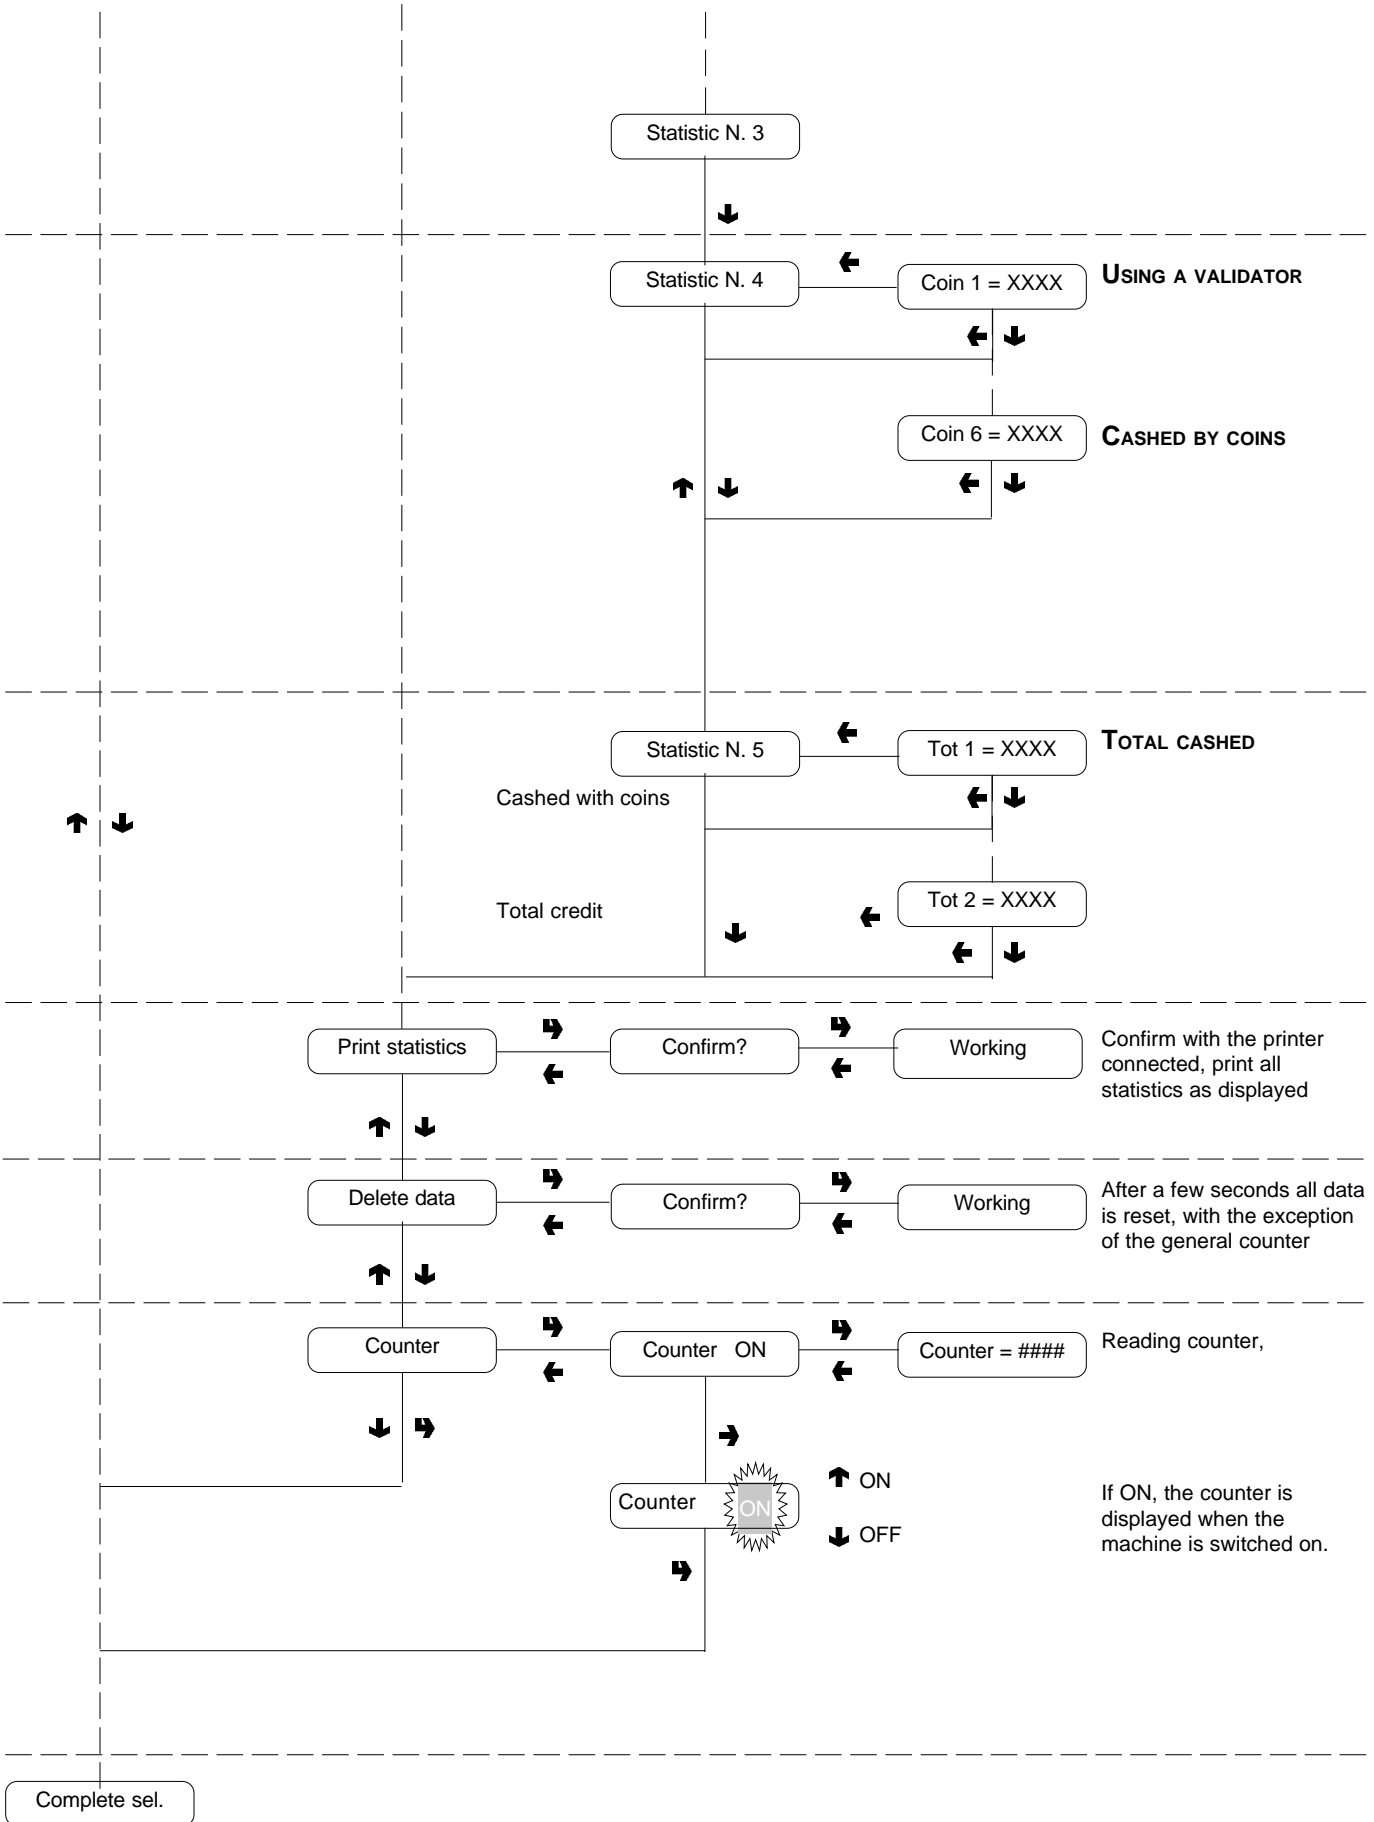 Statistic N. 3
Statistic N. 4
Coin 1 = XXXX
USING A VALIDATOR
Coin 6 = XXXX
CASHED BY COINS
Statistic N. 5
Tot 1 = XXXX
TOTAL CASHED
Cashed with coins
Total credit
Tot 2 = XXXX
Print statistics
Confirm?
Working
Confirm with the printer
connected, print all
statistics as displayed
Delete data
Confirm?
Working
After a few seconds all data
is reset, with the exception
of the general counter
Counter
Counter ON
Counter = ####
Reading counter,
Counter ON
ON
OFF
If ON, the counter is
displayed when the
machine is switched on.
Complete sel.